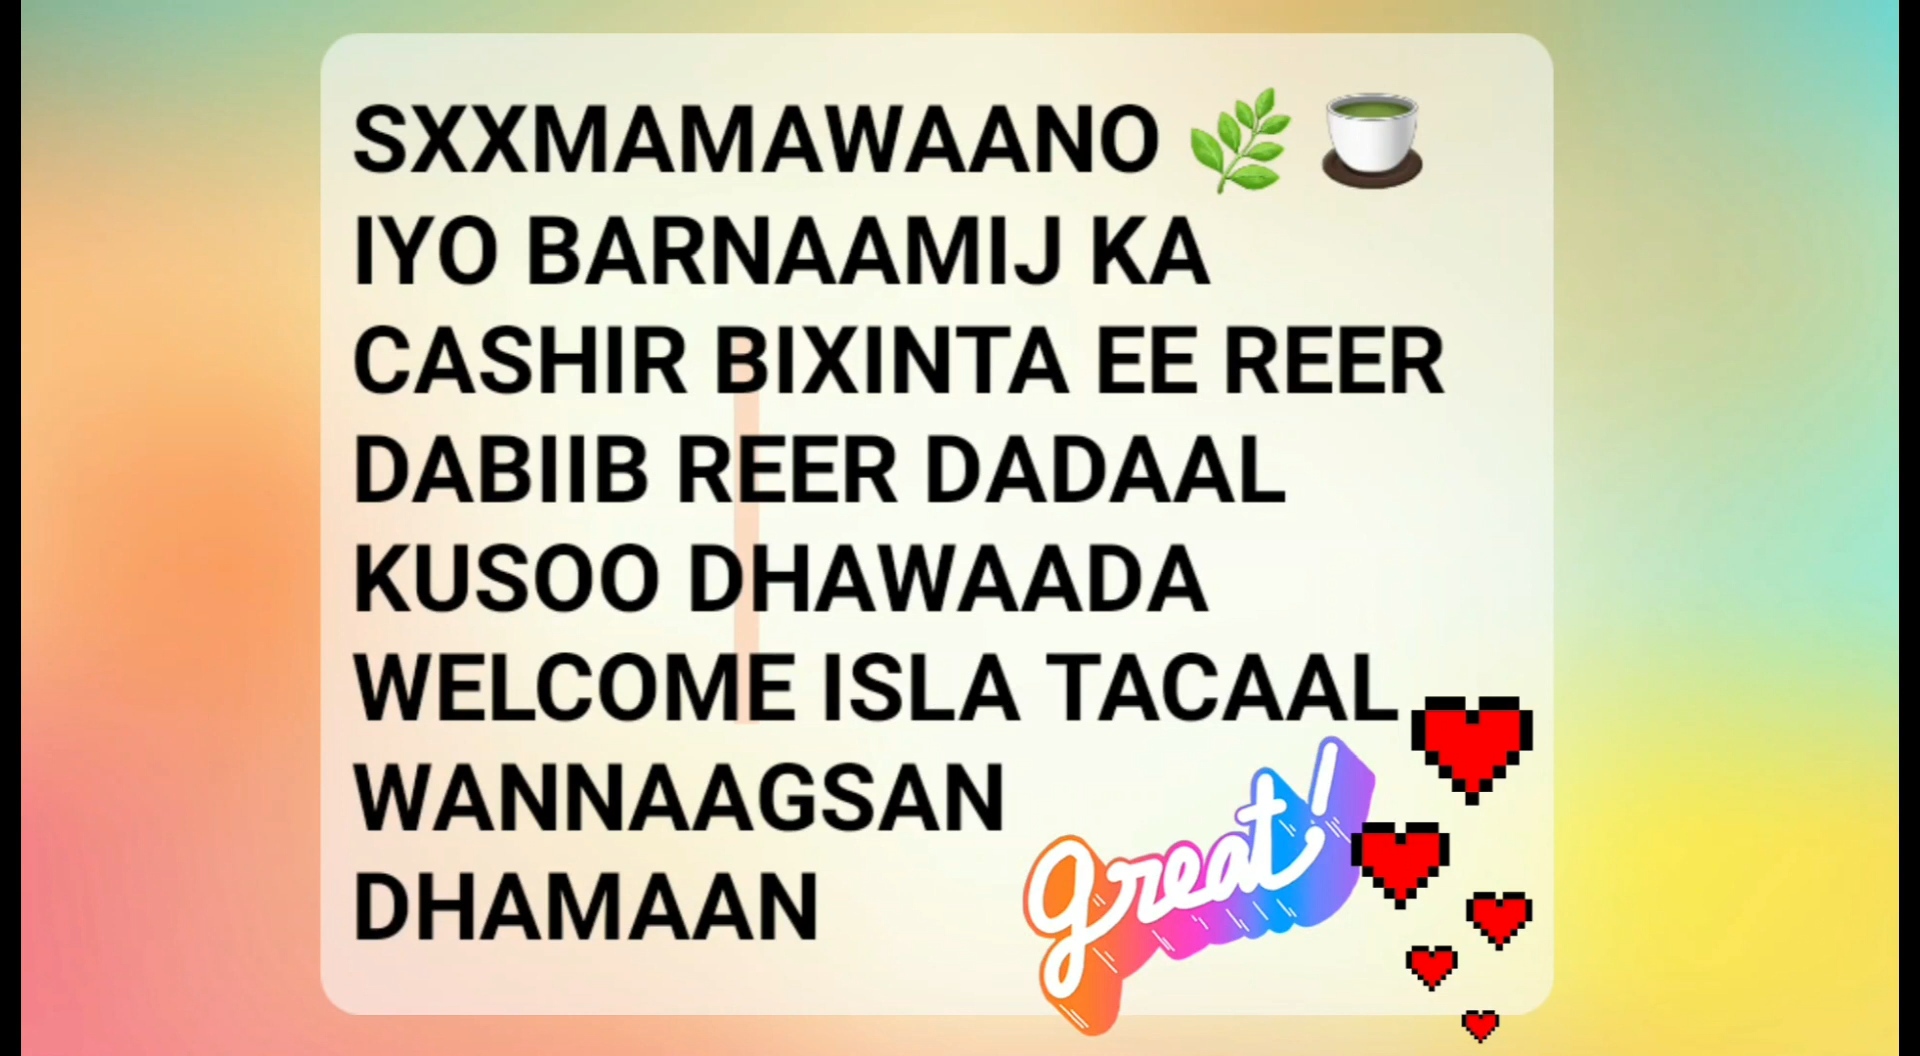 SXXMAMAWAANO 🌿 🍵
IYO BARNAAMIJ KA
CASHIR BIXINTA EE REER
DABIIB REER DADAAL
KUSOO DHAWAADA
WELCOME ISLA TACAAL
WANNAAGSAN
DHAMAAN
great!